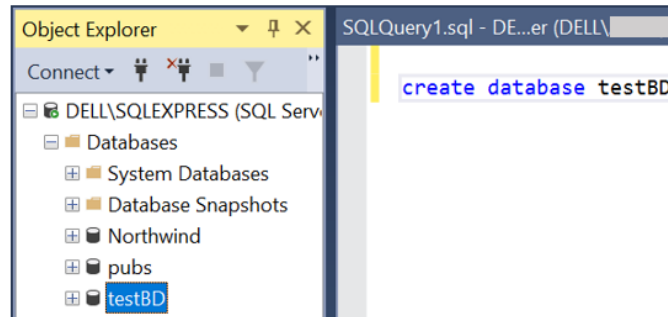 Object Explorer
Connect
DELL\SQLEXPRESS (SQL Serv
Databases
System Databases
Database Snapshots
Northwind
pubs
testBD
SQLQuery1.sql - DE...er (DELL\
create database testBD